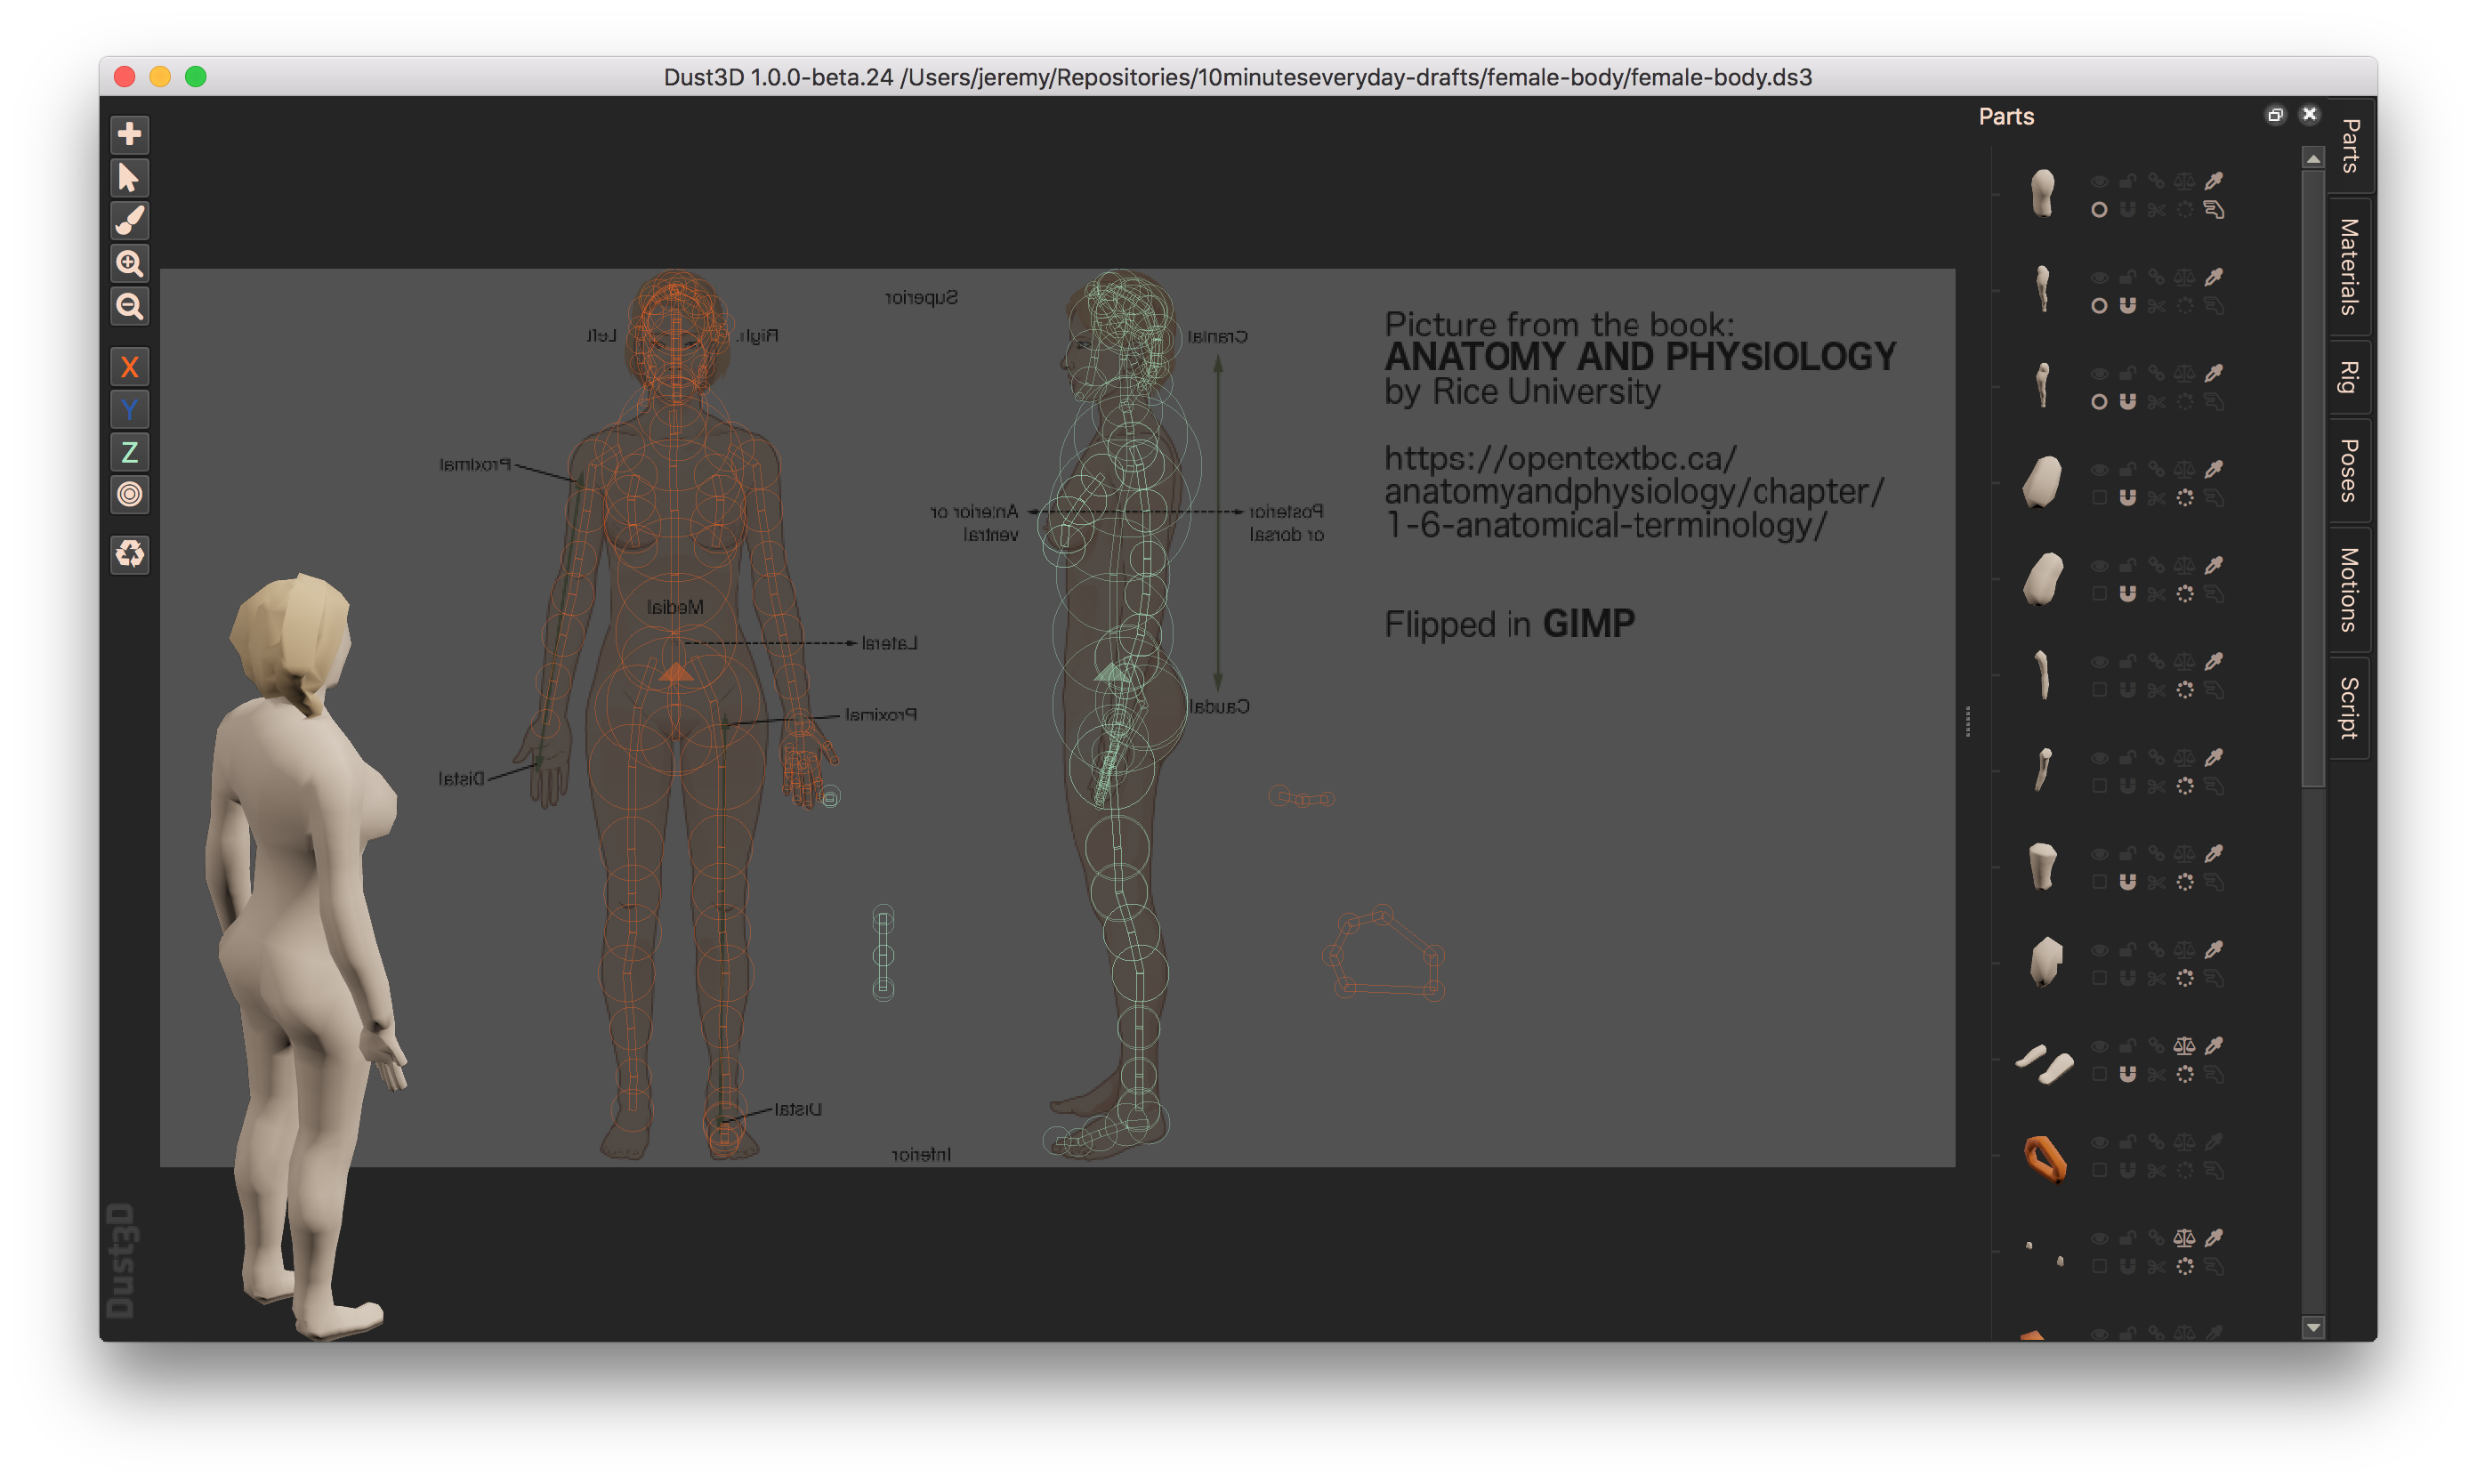 Dust3D 1.0.0-beta.24 /Users/jeremy/Repositories/10minuteseveryday-drafts/female-body/female-body.ds3
Parts
Parts
Materials
Rig
Poses
Motions
Script
X
Y
Z
Superior
Left
Right
Cranial
Proximal
Anterior or
ventral
Posterior
or dorsal
Medial
Lateral
Proximal
Caudal
Distal
Distal
Inferior
Picture from the book:
ANATOMY AND PHYSIOLOGY
by Rice University
https://opentextbc.ca/
anatomyandphysiology/chapter/
1-6-anatomical-terminology/
Flipped in GIMP
Dust3D